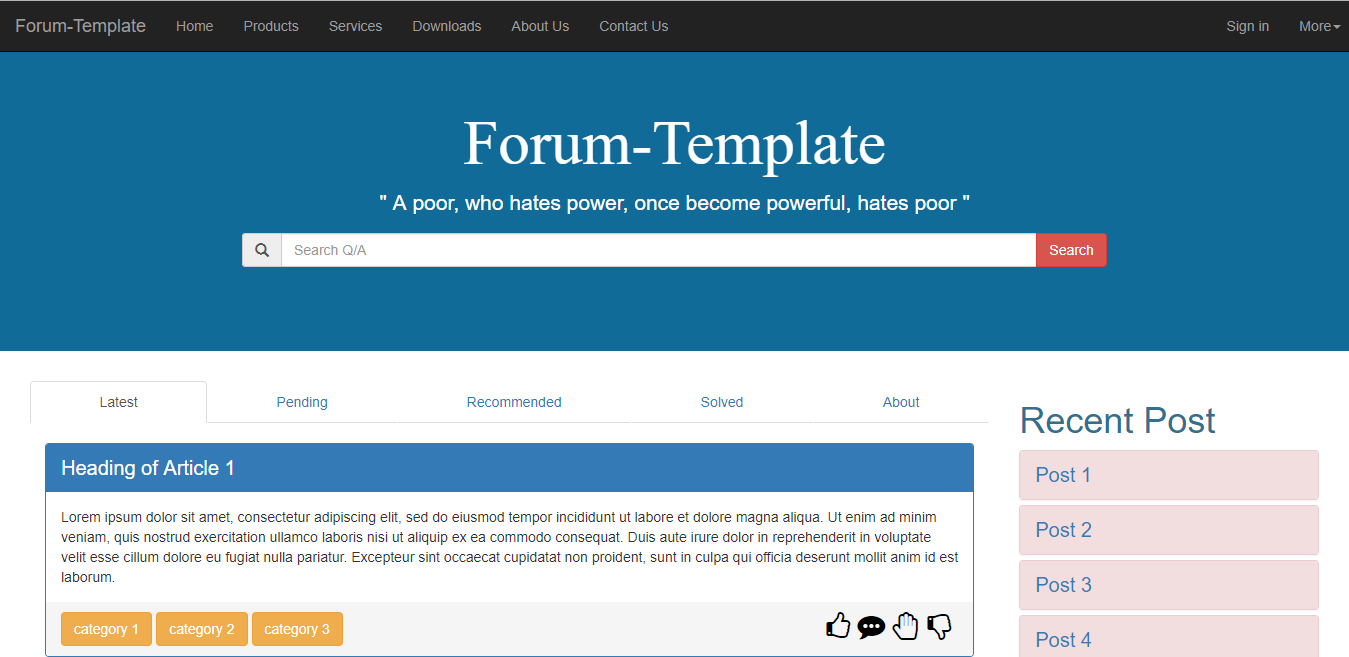 Forum-Template Home Products Services Downloads About Us Contact Us Sign in More
Forum-Template
" A poor, who hates power, once become powerful, hates poor "
Search Q/A Search
Latest Pending Recommended Solved About
Heading of Article 1
Lorem ipsum dolor sit amet, consectetur adipiscing elit, sed do eiusmod tempor incididunt ut labore et dolore magna aliqua. Ut enim ad minim
veniam, quis nostrud exercitation ullamco laboris nisi ut aliquip ex ea commodo consequat. Duis aute irure dolor in reprehenderit in voluptate
velit esse cillum dolore eu fugiat nulla pariatur. Excepteur sint occaecat cupidatat non proident, sunt in culpa qui officia deserunt mollit anim id est
laborum.
category 1 category 2 category 3
Recent Post
Post 1
Post 2
Post 3
Post 4